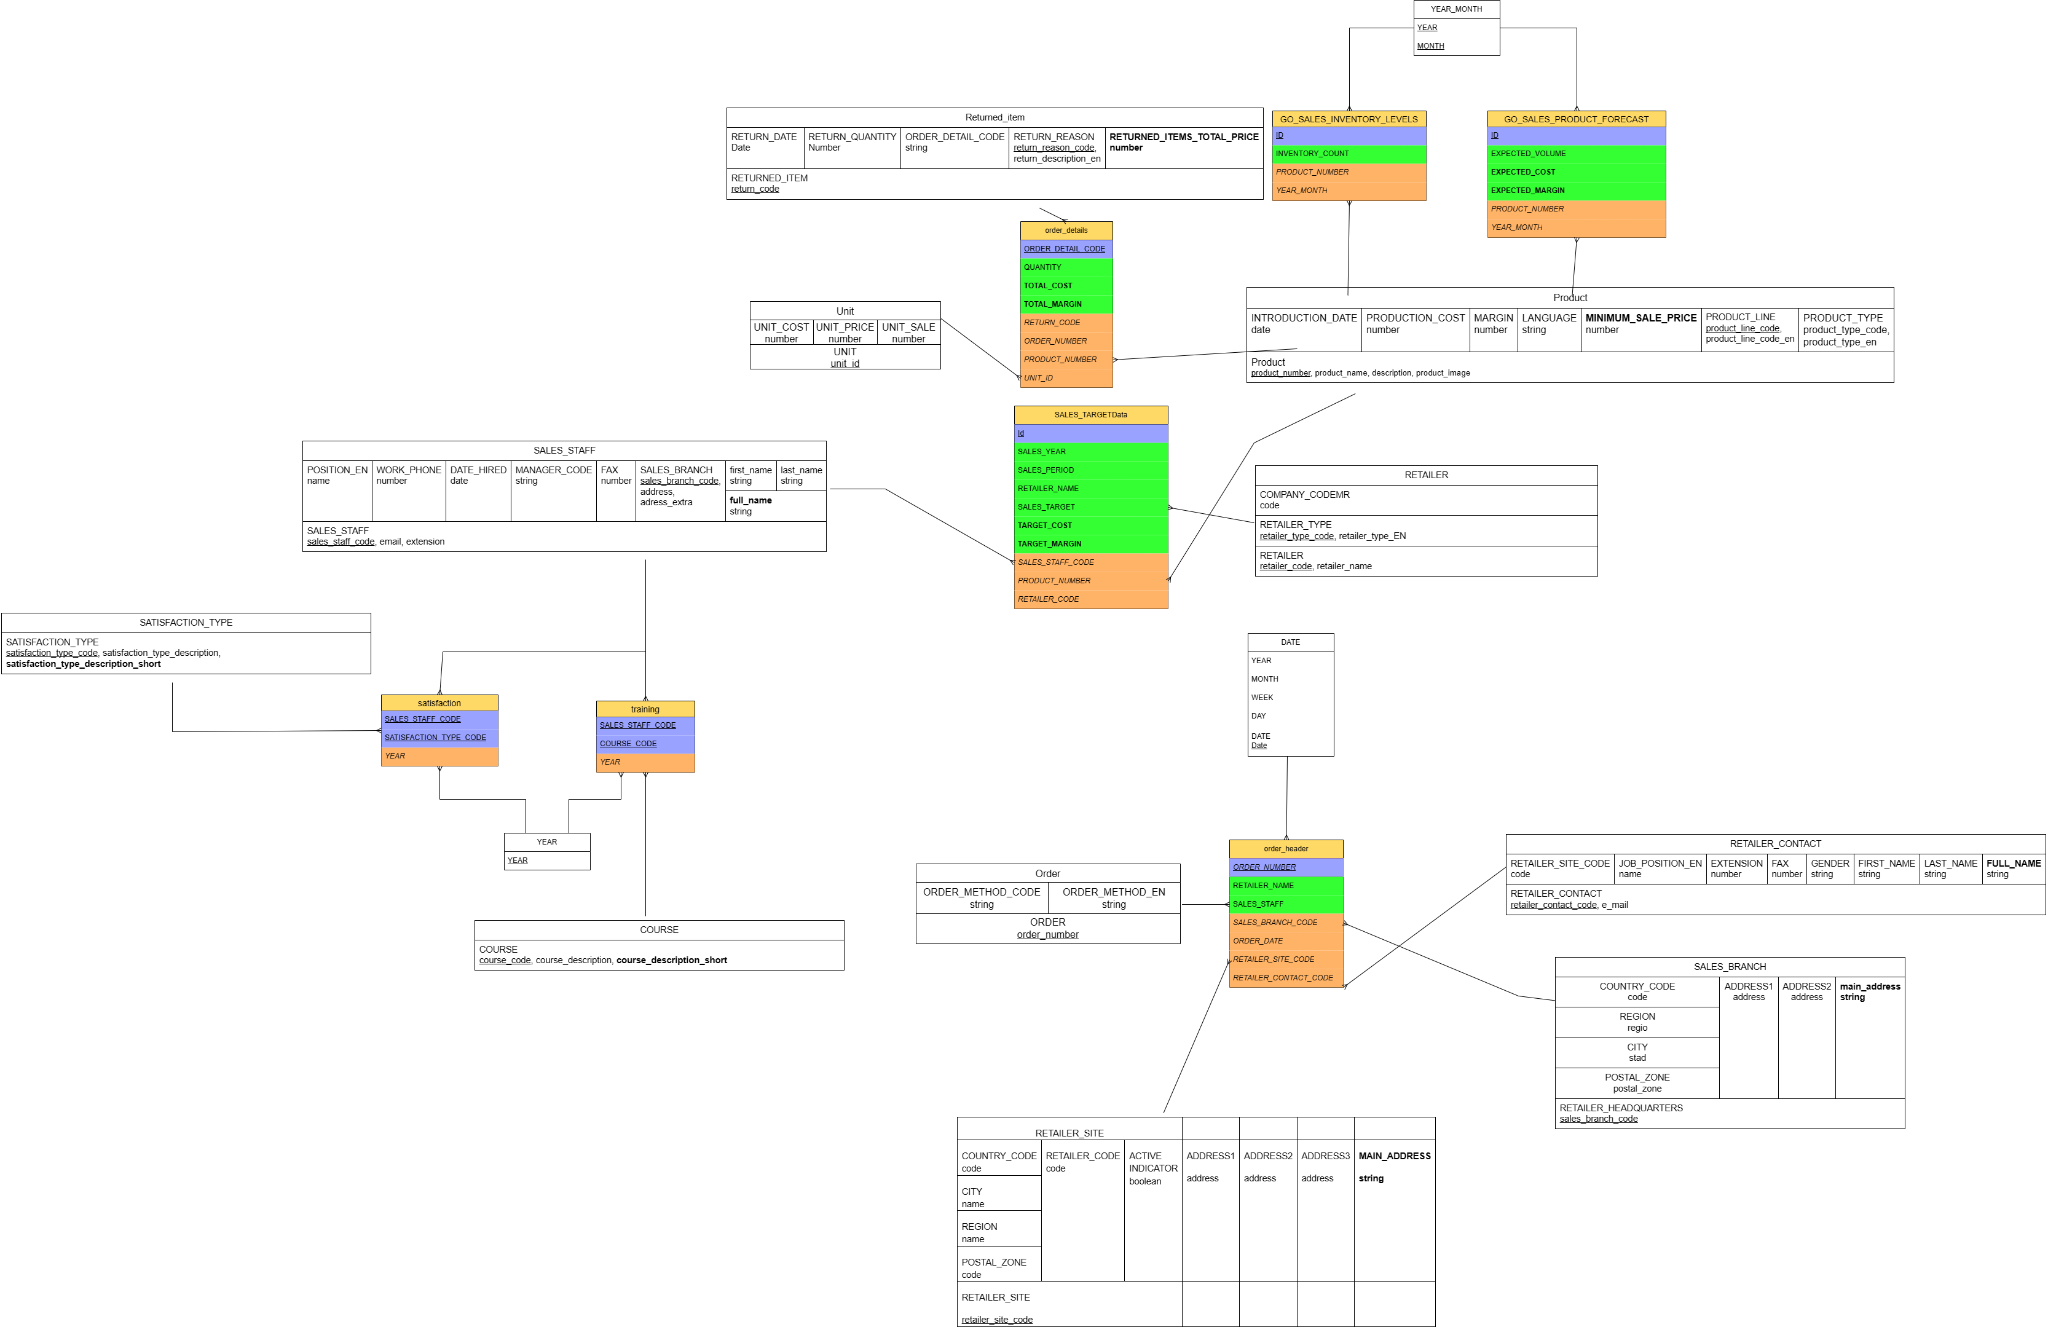 YEAR_MONTH
YEAR
MONTH
Returned_item
RETURN_DATE
Date
RETURN_QUANTITY
Number
ORDER_DETAIL_CODE
string
RETURN_REASON
return_reason_code,
return_description_en
RETURNED_ITEMS_TOTAL_PRICE
number
RETURNED_ITEM
return_code
GO_SALES_INVENTORY_LEVELS
ID
INVENTORY_COUNT
PRODUCT_NUMBER
YEAR_MONTH
GO_SALES_PRODUCT_FORECAST
ID
EXPECTED_VOLUME
EXPECTED_COST
EXPECTED_MARGIN
PRODUCT_NUMBER
YEAR_MONTH
order_details
ORDER_DETAIL_CODE
QUANTITY
TOTAL_COST
TOTAL_MARGIN
RETURN_CODE
ORDER_NUMBER
PRODUCT_NUMBER
UNIT_ID
Unit
UNIT_COST
number
UNIT_PRICE
number
UNIT_SALE
number
UNIT
unit_id
Product
INTRODUCTION_DATE
date
PRODUCTION_COST
number
MARGIN
number
LANGUAGE
string
MINIMUM_SALE_PRICE
number
PRODUCT_LINE
product_line_code,
product_line_code_en
PRODUCT_TYPE
product_type_code,
product_type_en
Product
product_number, product_name, description, product_image
SALES_TARGETData
Id
SALES_YEAR
SALES_PERIOD
RETAILER_NAME
SALES_TARGET
TARGET_COST
TARGET_MARGIN
SALES_STAFF_CODE
PRODUCT_NUMBER
RETAILER_CODE
SALES_STAFF
POSITION_EN
name
WORK_PHONE
number
DATE_HIRED
date
MANAGER_CODE
string
FAX
number
SALES_BRANCH
sales_branch_code,
address,
adress_extra
first_name
string
last_name
string
full_name
string
SALES_STAFF
sales_staff_code, email, extension
RETAILER
COMPANY_CODEMR
code
RETAILER_TYPE
retailer_type_code, retailer_type_EN
RETAILER
retailer_code, retailer_name
SATISFACTION_TYPE
SATISFACTION_TYPE
satisfaction_type_code, satisfaction_type_description,
satisfaction_type_description_short
satisfaction
SALES_STAFF_CODE
SATISFACTION_TYPE_CODE
YEAR
training
SALES_STAFF_CODE
COURSE_CODE
YEAR
YEAR
YEAR
COURSE
COURSE
course_code, course_description, course_description_short
DATE
YEAR
MONTH
WEEK
DAY
DATE
Date
order_header
ORDER_NUMBER
RETAILER_NAME
SALES_STAFF
SALES_BRANCH_CODE
ORDER_DATE
RETAILER_SITE_CODE
RETAILER_CONTACT_CODE
Order
ORDER_METHOD_CODE
string
ORDER_METHOD_EN
string
ORDER
order_number
RETAILER_CONTACT
RETAILER_SITE_CODE
code
JOB_POSITION_EN
name
EXTENSION
number
FAX
number
GENDER
string
FIRST_NAME
string
LAST_NAME
string
FULL_NAME
string
RETAILER_CONTACT
retailer_contact_code, e_mail
SALES_BRANCH
COUNTRY_CODE
code
REGION
regio
CITY
stad
POSTAL_ZONE
postal_zone
ADDRESS1
address
ADDRESS2
address
main_address
string
RETAILER_HEADQUARTERS
sales_branch_code
RETAILER_SITE
COUNTRY_CODE
code
CITY
name
REGION
name
POSTAL_ZONE
code
RETAILER_CODE
code
ACTIVE
INDICATOR
boolean
ADDRESS1
address
ADDRESS2
address
ADDRESS3
address
MAIN_ADDRESS
string
RETAILER_SITE
retailer_site_code